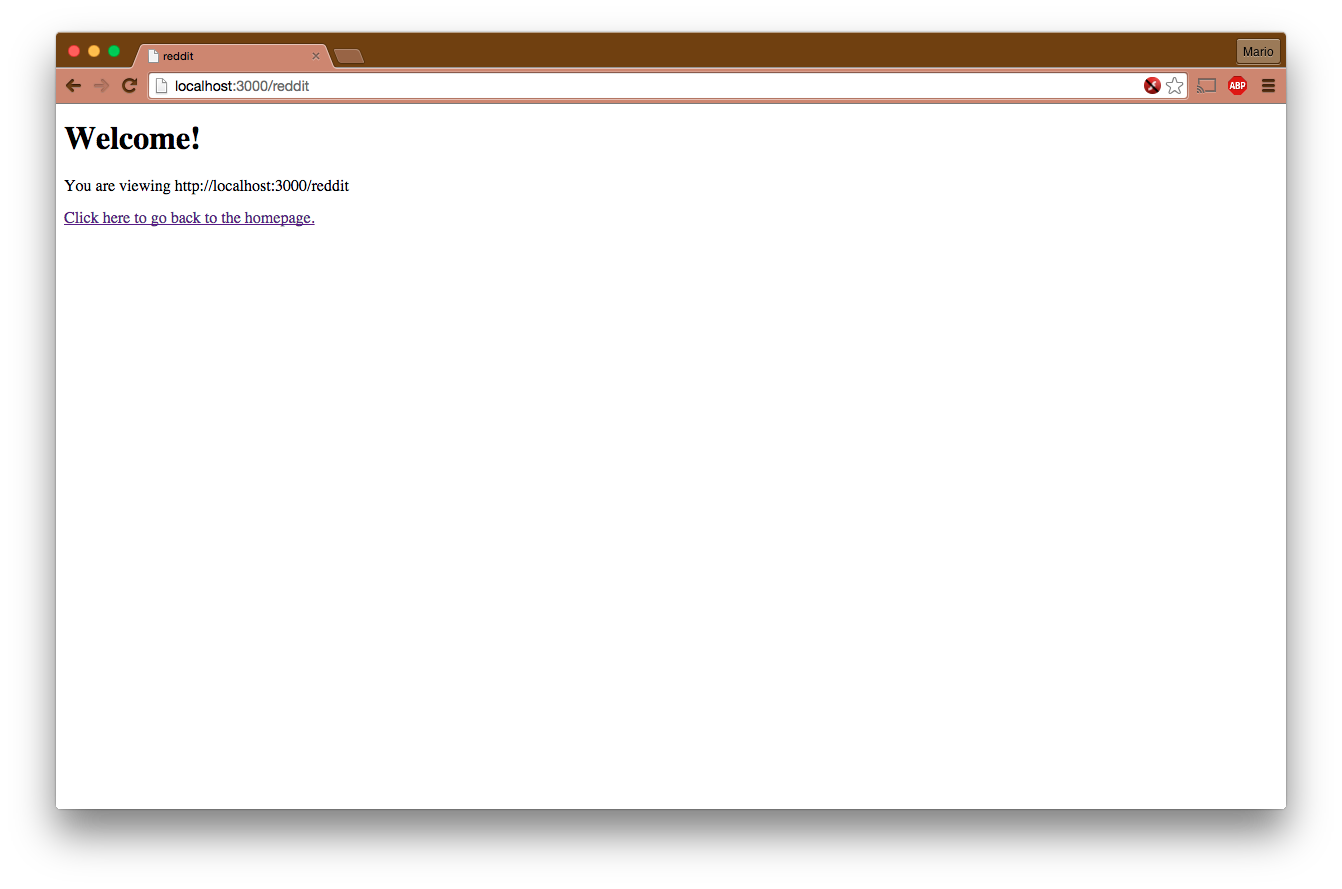 reddit
Mario
localhost:3000/reddit
ABP
Welcome!
You are viewing http://localhost:3000/reddit
Click here to go back to the homepage.